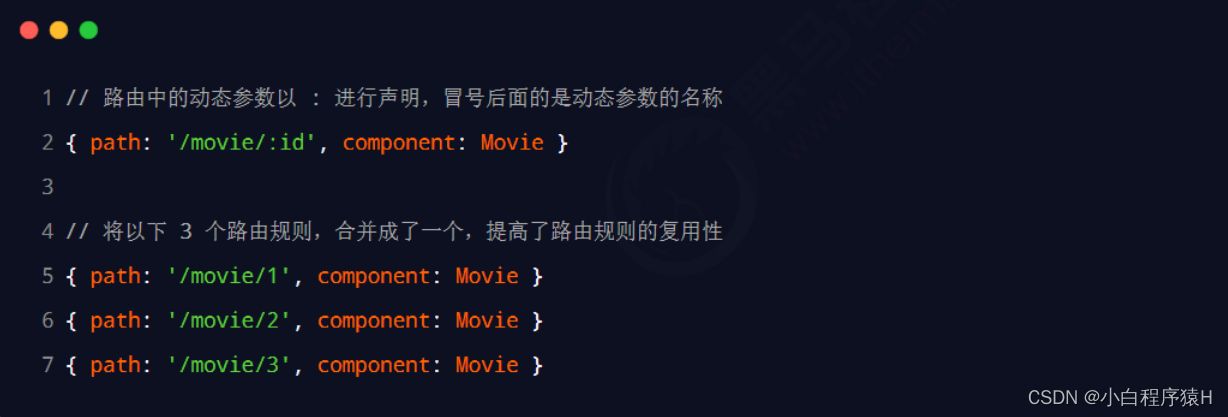 1 // 路由中的动态参数以 : 进行声明，冒号后面的是动态参数的名称
2 { path: '/movie/:id', component: Movie }
3
4 // 将以下 3 个路由规则，合并成了一个，提高了路由规则的复用性
5 { path: '/movie/1', component: Movie }
6 { path: '/movie/2', component: Movie }
7 { path: '/movie/3', component: Movie }
CSDN @小白程序猿H